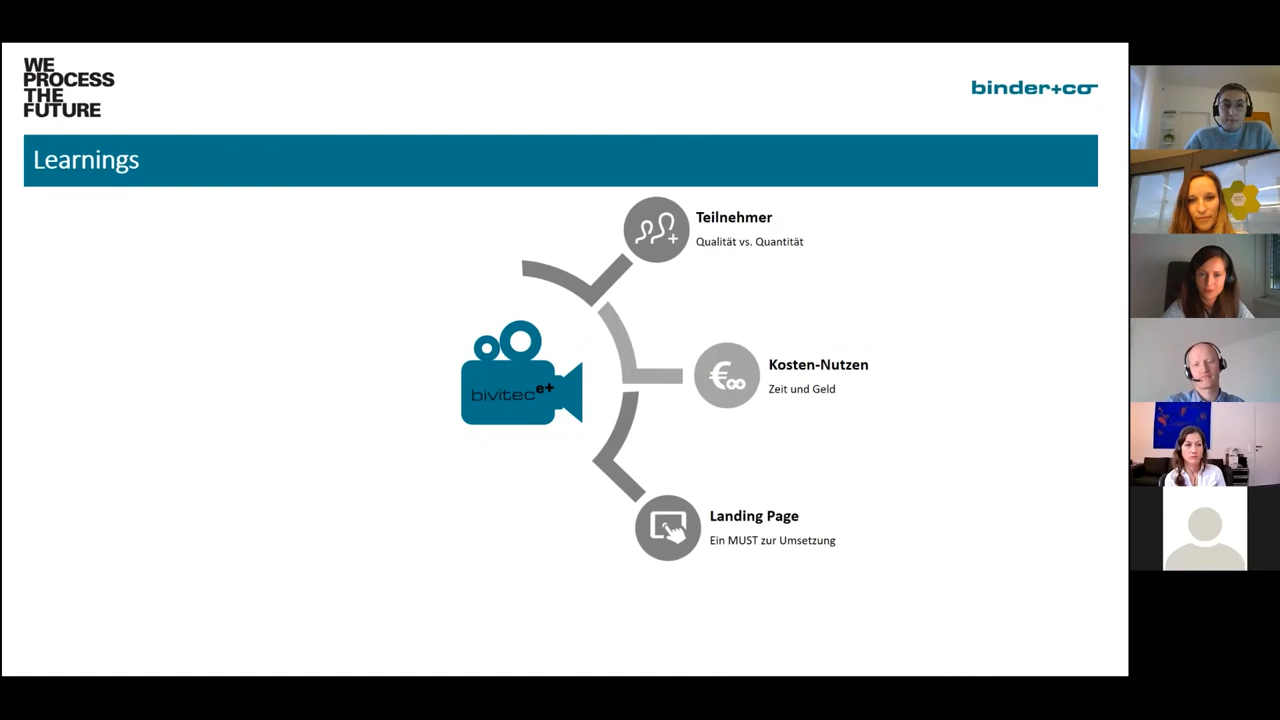 WE
PROCESS
THE
FUTURE
binder+co
Learnings
Teilnehmer
Qualität vs. Quantität
bivitec e+
Kosten-Nutzen
Zeit und Geld
Landing Page
Ein MUST zur Umsetzung